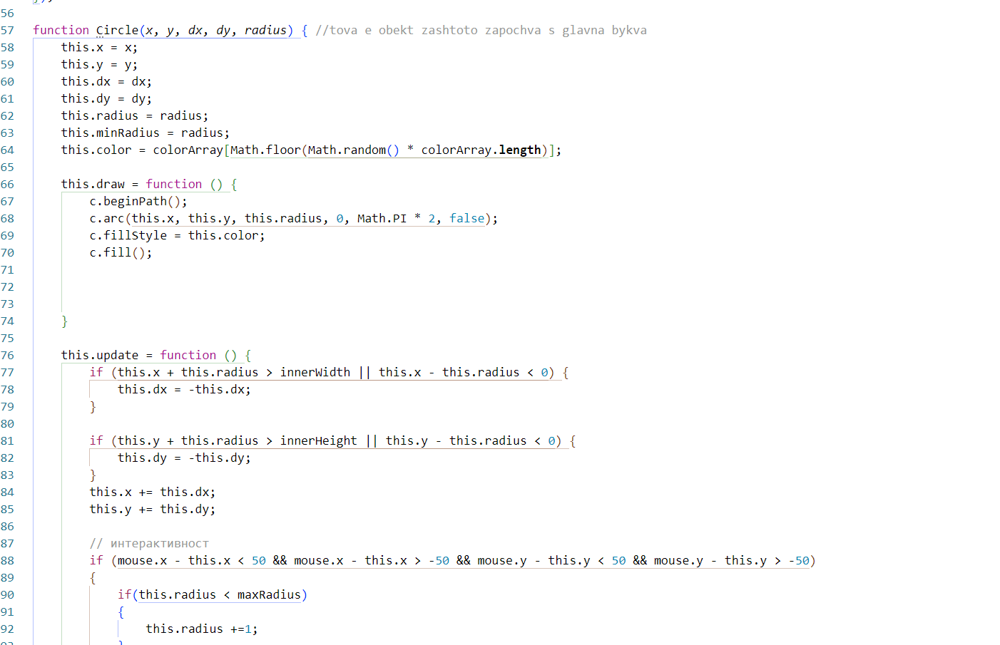 56
57 function Circle(x, y, dx, dy, radius) { //tova e obekt zashtoto zapochva s glavna bykva
58 this.x = x;
59 this.y = y;
60 this.dx = dx;
61 this.dy = dy;
62 this.radius = radius;
63 this.minRadius = radius;
64 this.color = colorArray[Math.floor(Math.random() * colorArray.length)];
65
66 this.draw = function () {
67 c.beginPath();
68 c.arc(this.x, this.y, this.radius, 0, Math.PI * 2, false);
69 c.fillStyle = this.color;
70 c.fill();
71
72
73
74 }
75
76 this.update = function () {
77 if (this.x + this.radius > innerWidth || this.x - this.radius < 0) {
78 this.dx = -this.dx;
79 }
80
81 if (this.y + this.radius > innerHeight || this.y - this.radius < 0) {
82 this.dy = -this.dy;
83 }
84 this.x += this.dx;
85 this.y += this.dy;
86
87 // интерактивност
88 if (mouse.x - this.x < 50 && mouse.x - this.x > -50 && mouse.y - this.y < 50 && mouse.y - this.y > -50)
89 {
90 if(this.radius < maxRadius)
91 {
92 this.radius +=1;